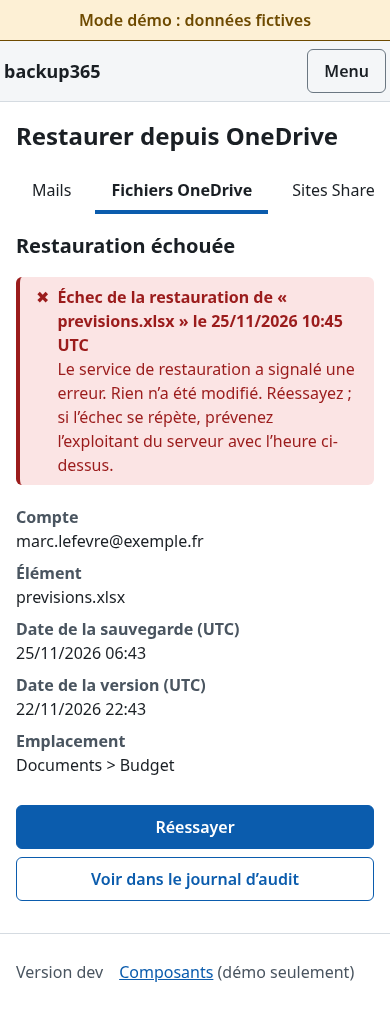 Mode démo : données fictives
backup365
Menu
Restaurer depuis OneDrive
Mails
Fichiers OneDrive
Sites Share
Restauration échouée
✖ Échec de la restauration de «
previsions.xlsx » le 25/11/2026 10:45
UTC
Le service de restauration a signalé une
erreur. Rien n’a été modifié. Réessayez ;
si l’échec se répète, prévenez
l’exploitant du serveur avec l’heure ci-
dessus.
Compte
marc.lefevre@exemple.fr
Élément
previsions.xlsx
Date de la sauvegarde (UTC)
25/11/2026 06:43
Date de la version (UTC)
22/11/2026 22:43
Emplacement
Documents > Budget
Réessayer
Voir dans le journal d’audit
Version dev Composants (démo seulement)